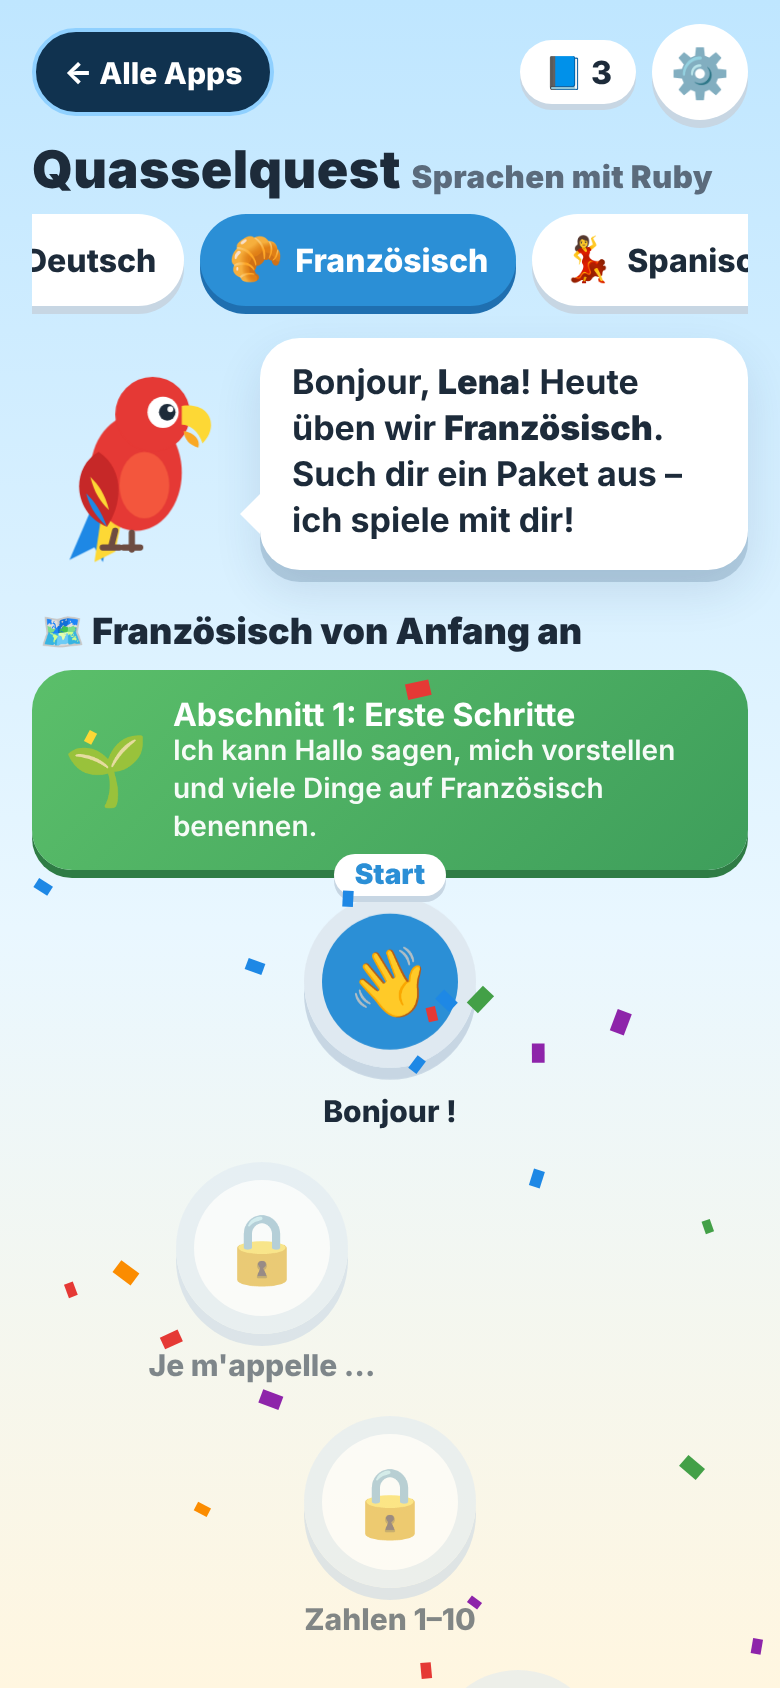 ← Alle Apps
3
Quasselquest Sprachen mit Ruby
Deutsch
Französisch
Spanisc
Bonjour, Lena! Heute
üben wir Französisch.
Such dir ein Paket aus –
ich spiele mit dir!
Französisch von Anfang an
Abschnitt 1: Erste Schritte
Ich kann Hallo sagen, mich vorstellen
und viele Dinge auf Französisch
benennen.
Start
Bonjour !
Je m'appelle …
Zahlen 1–10